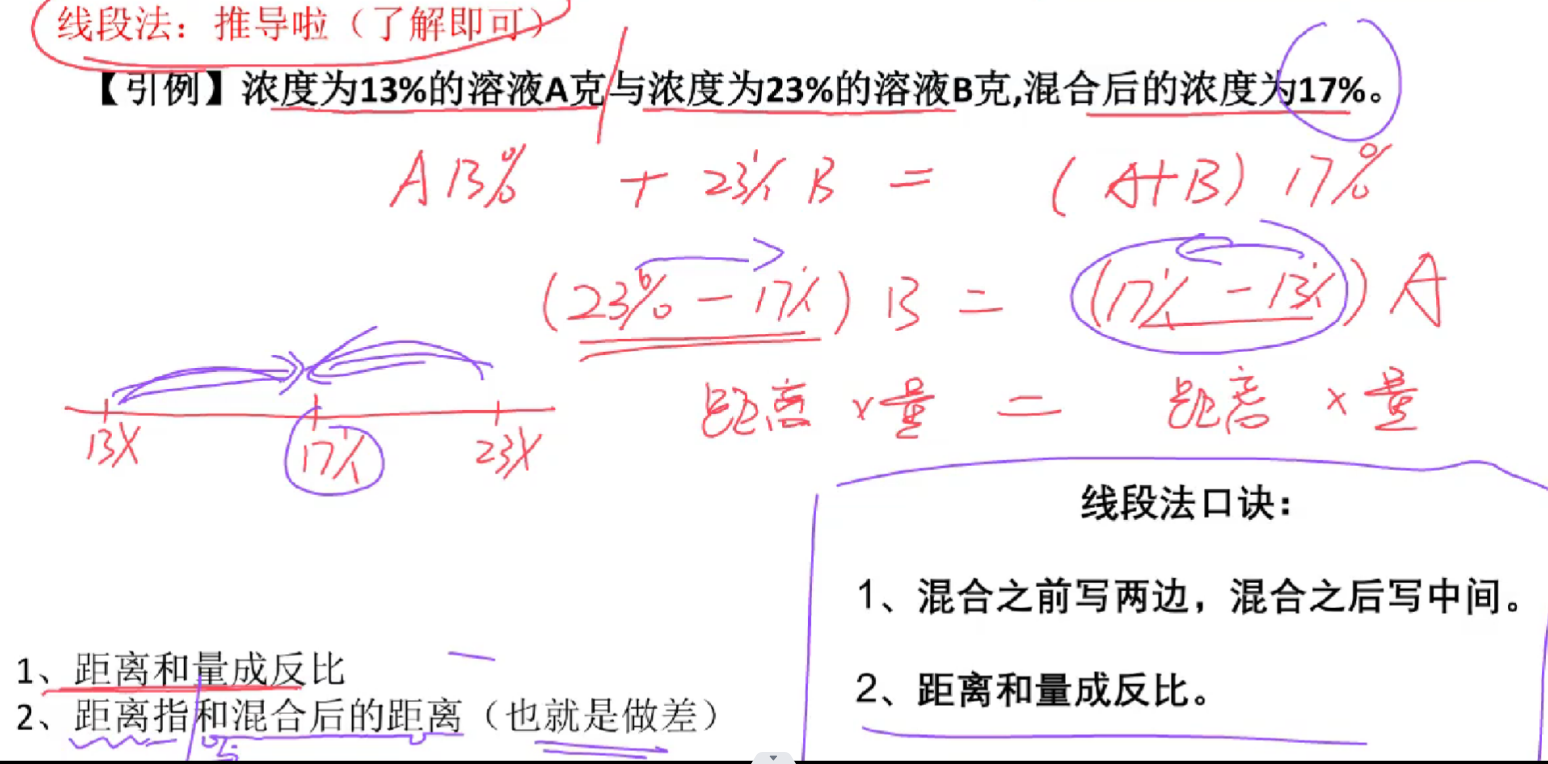 线段法：推导啦（了解即可）
【引例】浓度为13%的溶液A克与浓度为23%的溶液B克,混合后的浓度为17%。
A 13% + 23% B = (A+B) 17%
(23% - 17%) B = (17% - 13%) A
距离 × 量 = 距离 × 量
13% 17% 23%
线段法口诀：
1、混合之前写两边，混合之后写中间。
2、距离和量成反比。
1、距离和量成反比
2、距离指和混合后的距离（也就是做差）